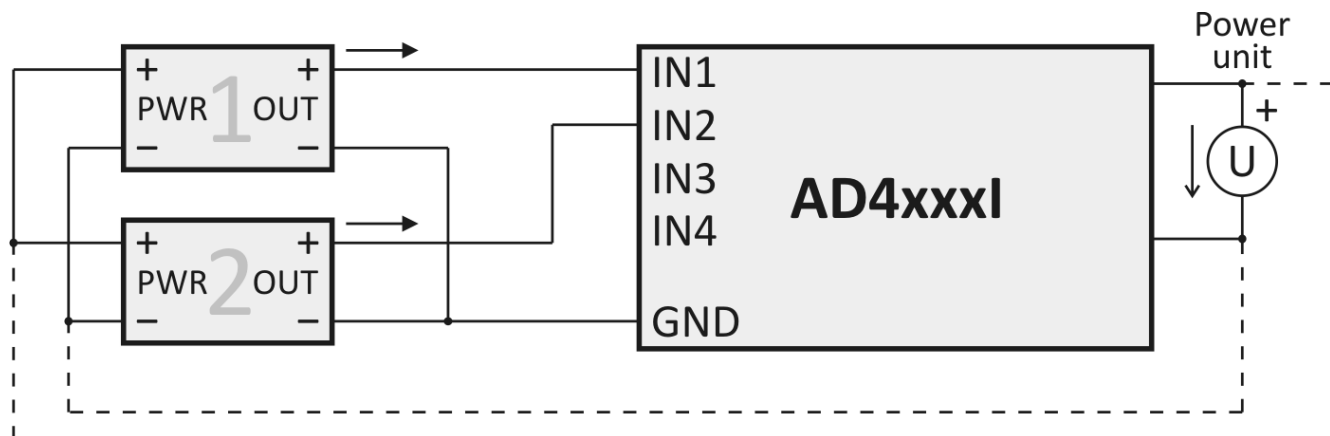 Power
unit
+ +
PWR 1 OUT
− −
+ +
PWR 2 OUT
− −
IN1
IN2
IN3
IN4
GND
AD4xxxI
+
U